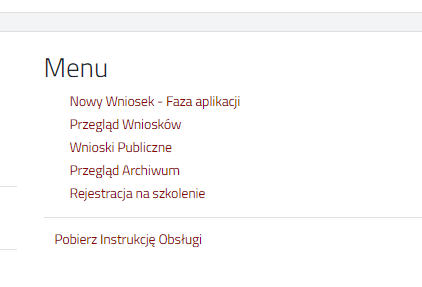 Menu
Nowy Wniosek - Faza aplikacji
Przegląd Wniosków
Wnioski Publiczne
Przegląd Archiwum
Rejestracja na szkolenie
Pobierz Instrukcję Obsługi